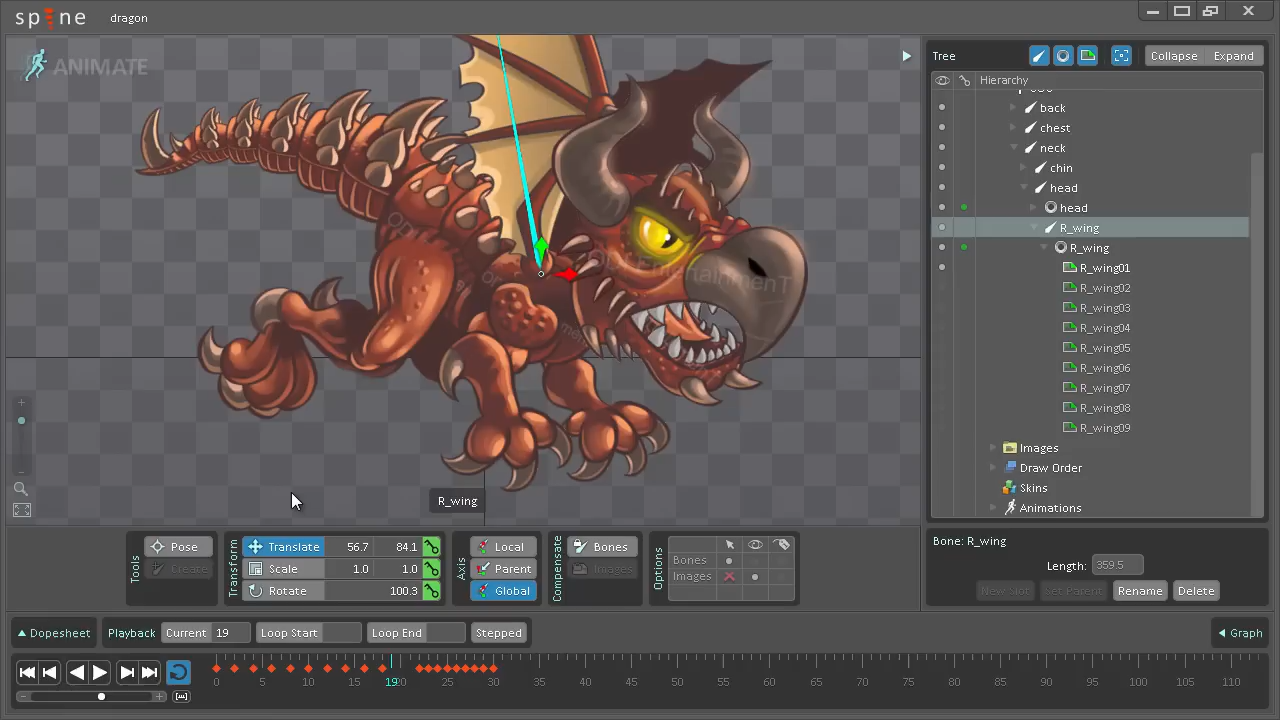 spine dragon
ANIMATE
Tree Collapse Expand
Hierarchy
back
chest
neck
chin
head
head
R_wing
R_wing
R_wing01
R_wing02
R_wing03
R_wing04
R_wing05
R_wing06
R_wing07
R_wing08
R_wing09
Images
Draw Order
Skins
Animations
R_wing
Tools
Pose
Create
Transform
Translate 56.7 84.1
Scale 1.0 1.0
Rotate 100.3
Axis
Local
Parent
Global
Compensate
Bones
Images
Options
Bones
Images
Bone: R_wing
Length: 359.5
New Slot Set Parent Rename Delete
Dopesheet Playback Current 19 Loop Start Loop End Stepped Graph
0 5 10 15 19 20 25 30 35 40 45 50 55 60 65 70 75 80 85 90 95 100 105 110